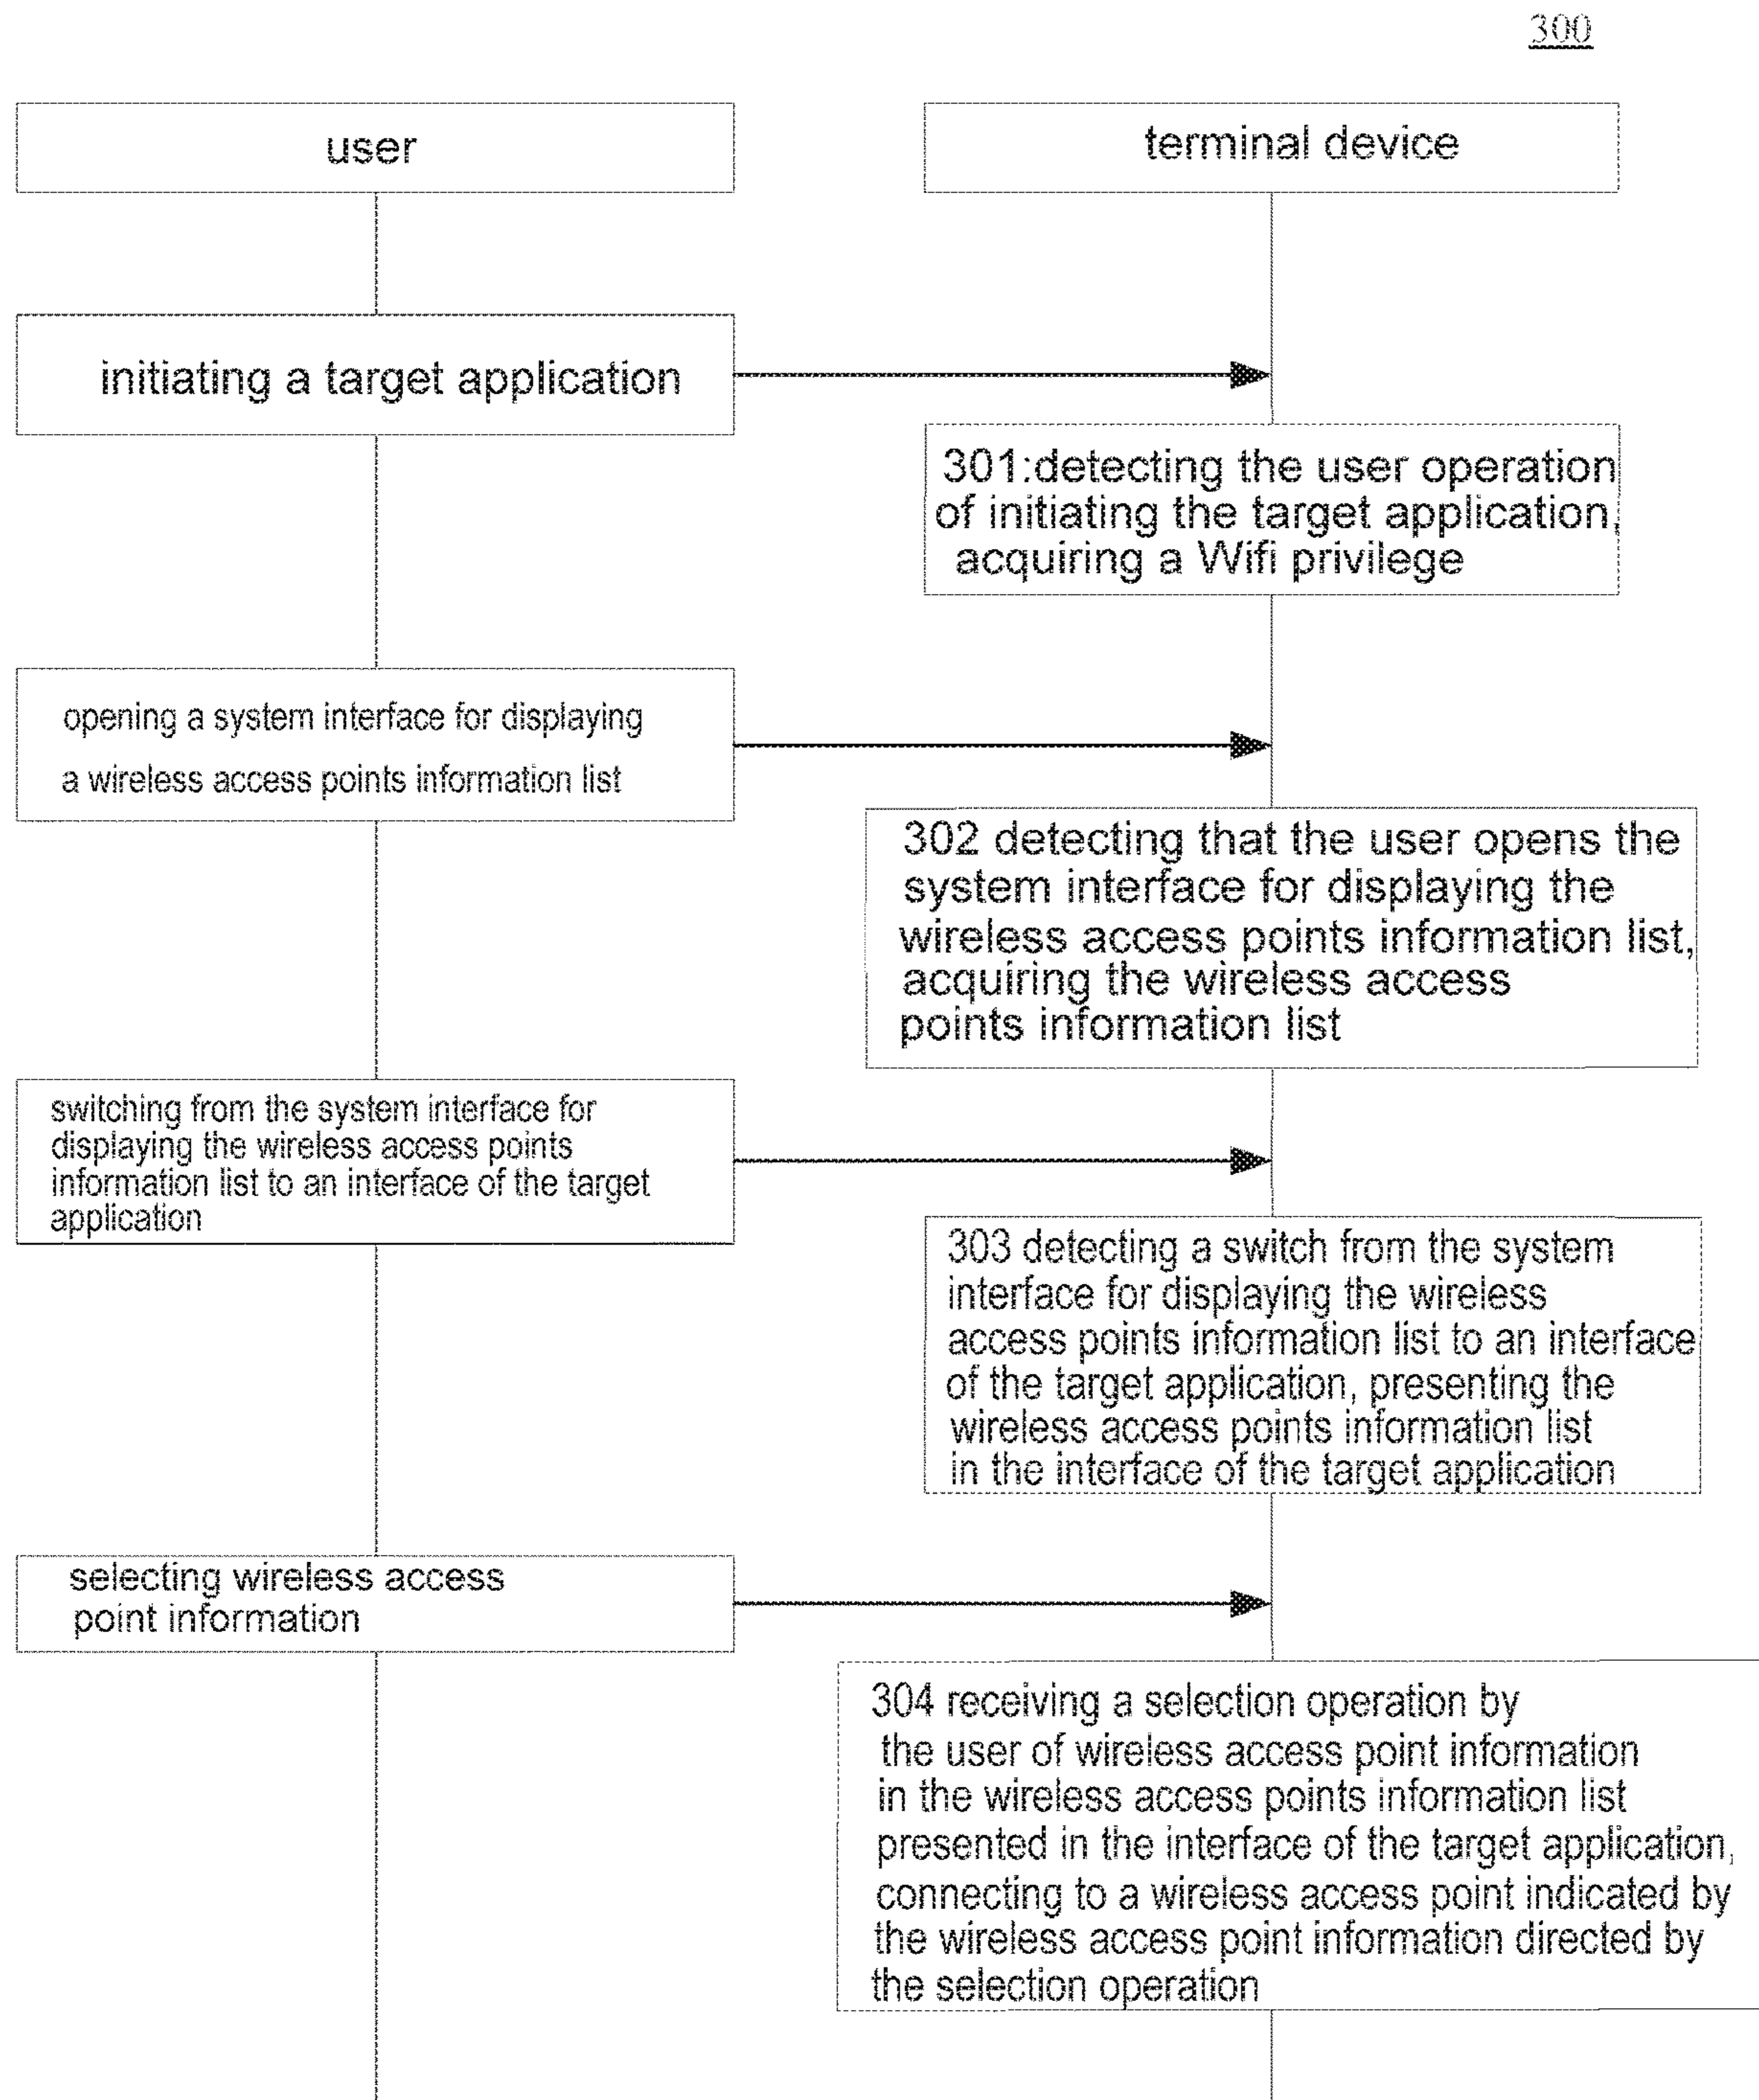 300
user
terminal device
initiating a target application
301:detecting the user operation
of initiating the target application,
acquiring a Wifi privilege
opening a system interface for displaying
a wireless access points information list
302 detecting that the user opens the
system interface for displaying the
wireless access points information list,
acquiring the wireless access
points information list
switching from the system interface for
displaying the wireless access points
information list to an interface of the target
application
303 detecting a switch from the system
interface for displaying the wireless
access points information list to an interface
of the target application, presenting the
wireless access points information list
in the interface of the target application
selecting wireless access
point information
304 receiving a selection operation by
the user of wireless access point information
in the wireless access points information list
presented in the interface of the target application,
connecting to a wireless access point indicated by
the wireless access point information directed by
the selection operation